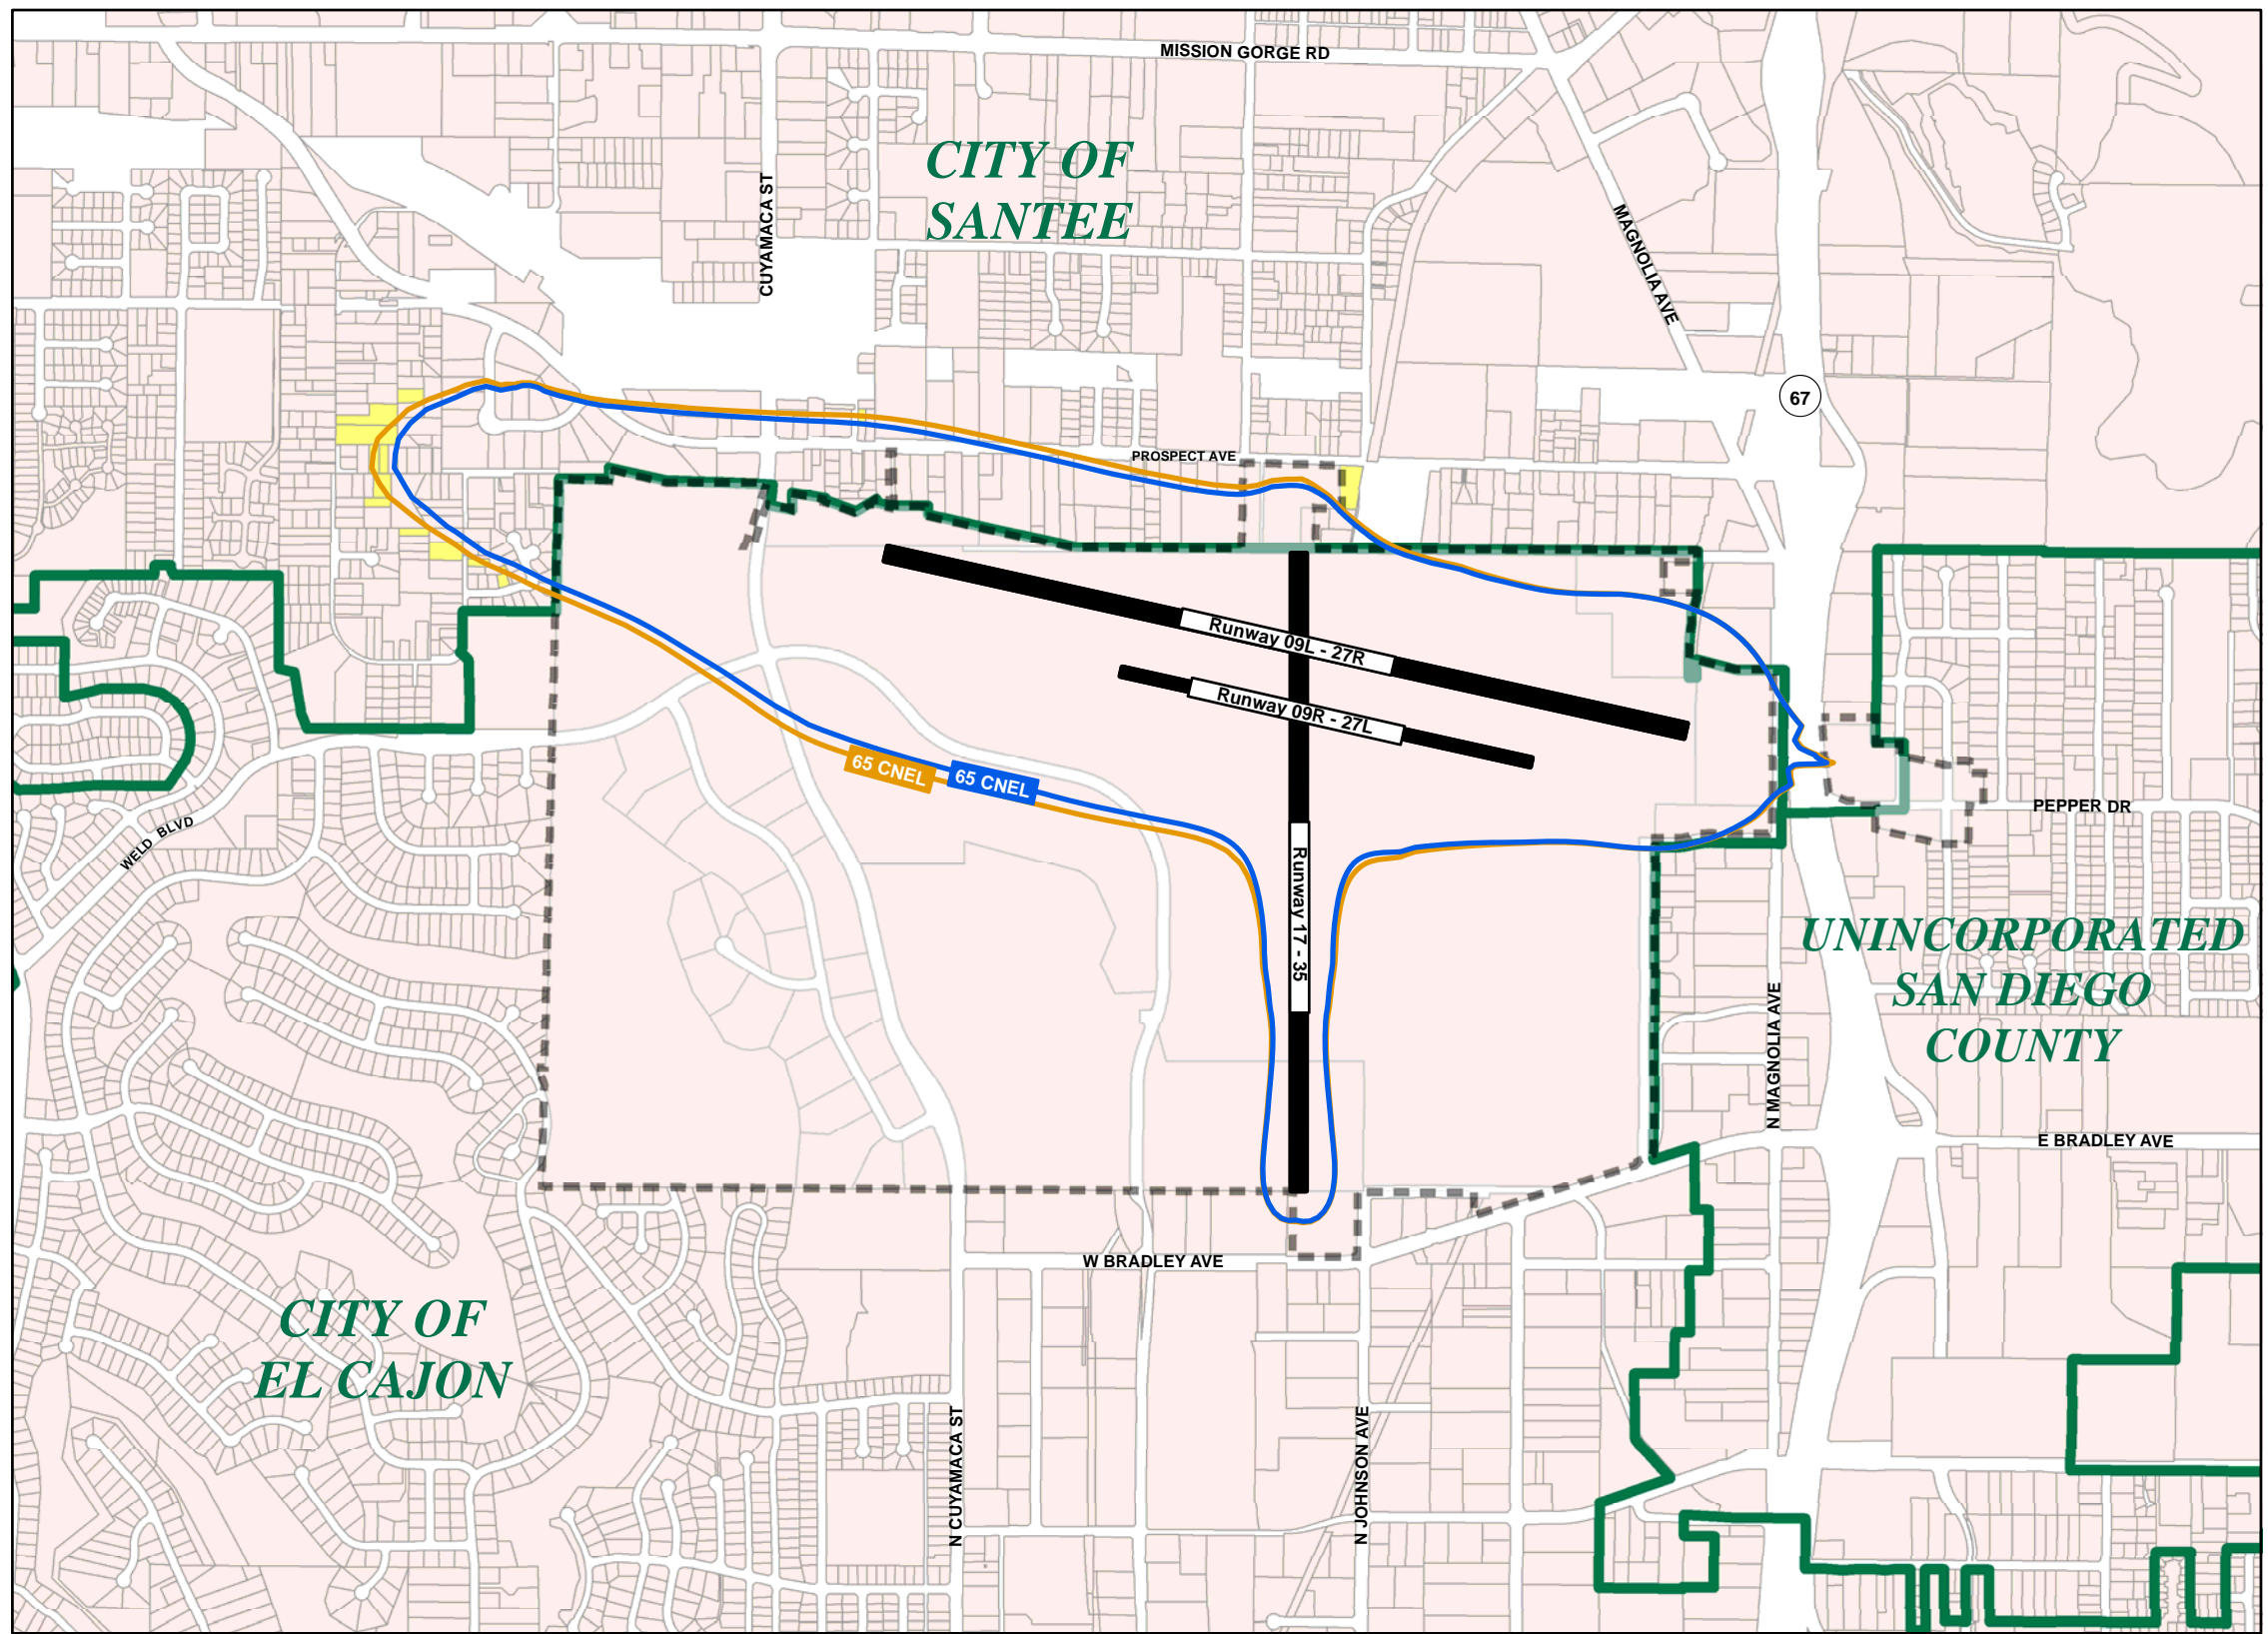 MISSION GORGE RD
CITY OF
SANTEE
CUYAMACA ST
MAGNOLIA AVE
67
PROSPECT AVE
Runway 09L - 27R
Runway 09R - 27L
65 CNEL
65 CNEL
PEPPER DR
WELD BLVD
Runway 17 - 35
UNINCORPORATED
SAN DIEGO
COUNTY
N MAGNOLIA AVE
E BRADLEY AVE
W BRADLEY AVE
CITY OF
EL CAJON
N CUYAMACA ST
N JOHNSON AVE